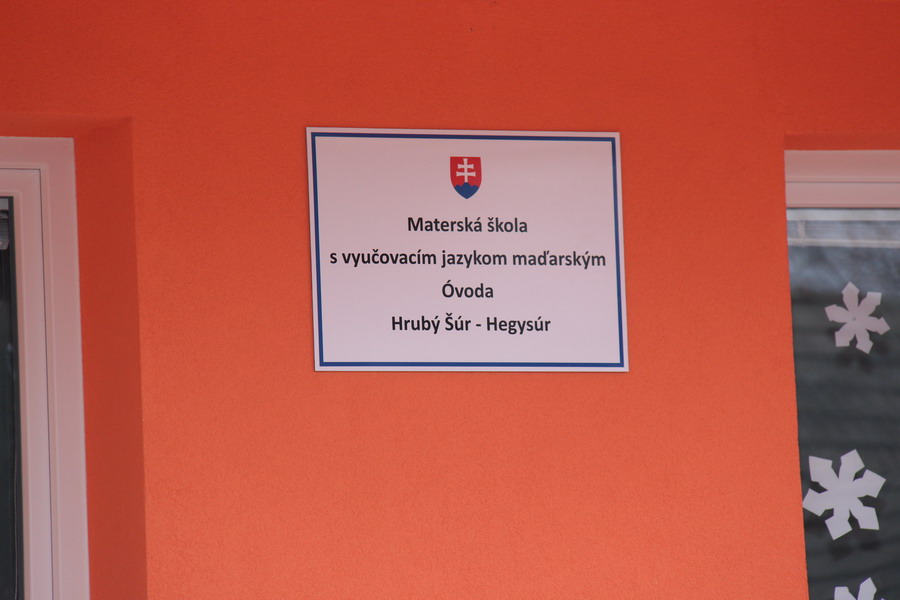 Materská škola
s vyučovacím jazykom maďarským
Óvoda
Hrubý Šúr - Hegysúr